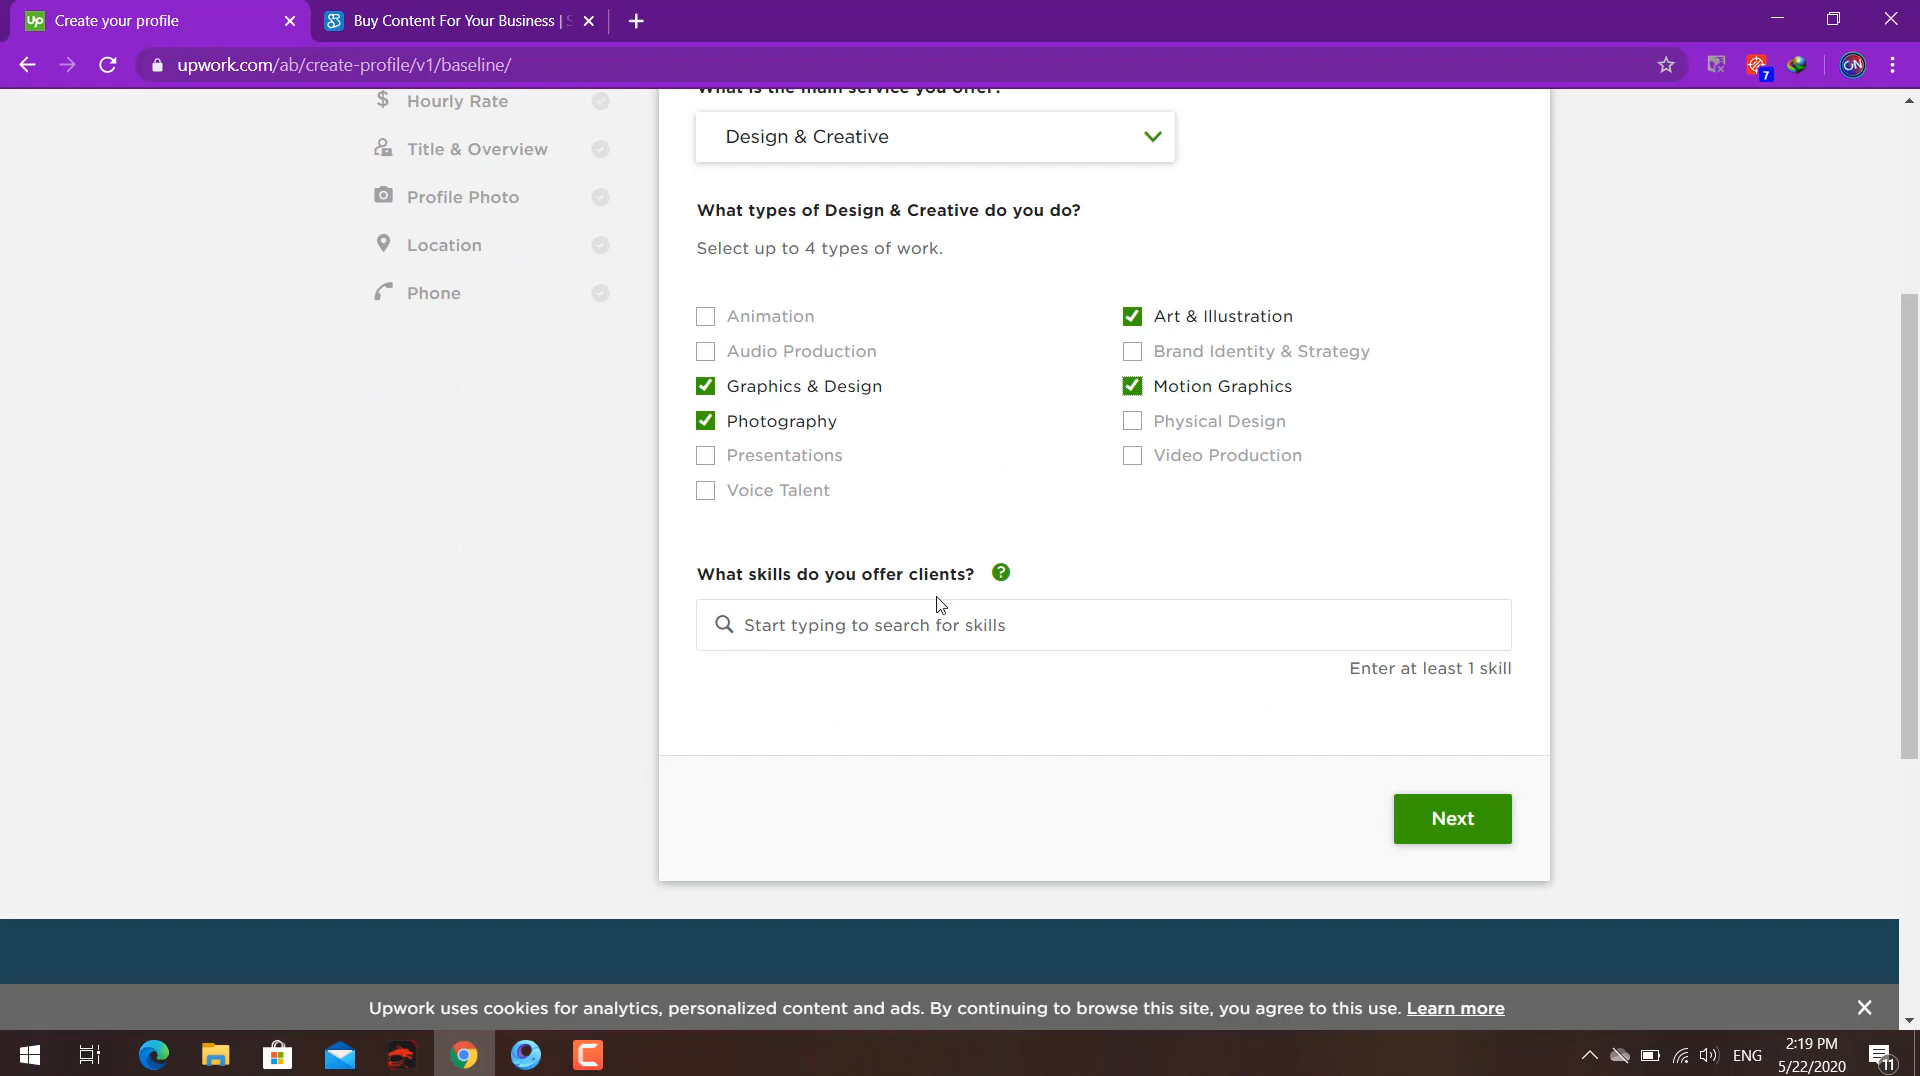 Create your profile
Buy Content For Your Business |
upwork.com/ab/create-profile/v1/baseline/
7
Hourly Rate
Title & Overview
Profile Photo
Location
Phone
What is the main service you offer?
Design & Creative
What types of Design & Creative do you do?
Select up to 4 types of work.
Animation
Art & Illustration
Audio Production
Brand Identity & Strategy
Graphics & Design
Motion Graphics
Photography
Physical Design
Presentations
Video Production
Voice Talent
What skills do you offer clients?
Start typing to search for skills
Enter at least 1 skill
Next
Upwork uses cookies for analytics, personalized content and ads. By continuing to browse this site, you agree to this use. Learn more
ENG
2:19 PM
5/22/2020
11